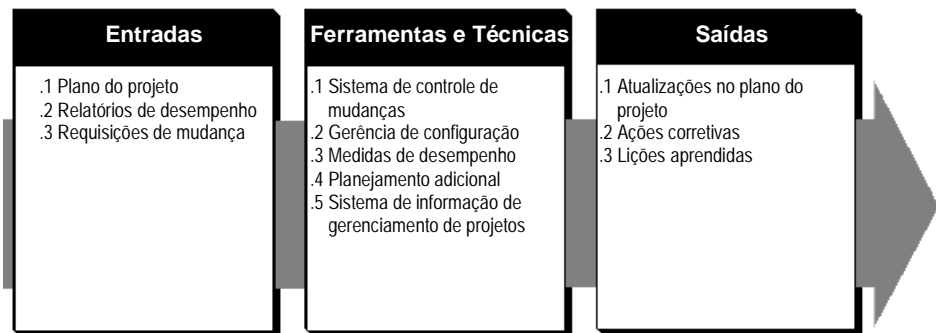 Entradas
.1 Plano do projeto
.2 Relatórios de desempenho
.3 Requisições de mudança
Ferramentas e Técnicas
.1 Sistema de controle de
mudanças
.2 Gerência de configuração
.3 Medidas de desempenho
.4 Planejamento adicional
.5 Sistema de informação de
gerenciamento de projetos
Saídas
.1 Atualizações no plano do
projeto
.2 Ações corretivas
.3 Lições aprendidas